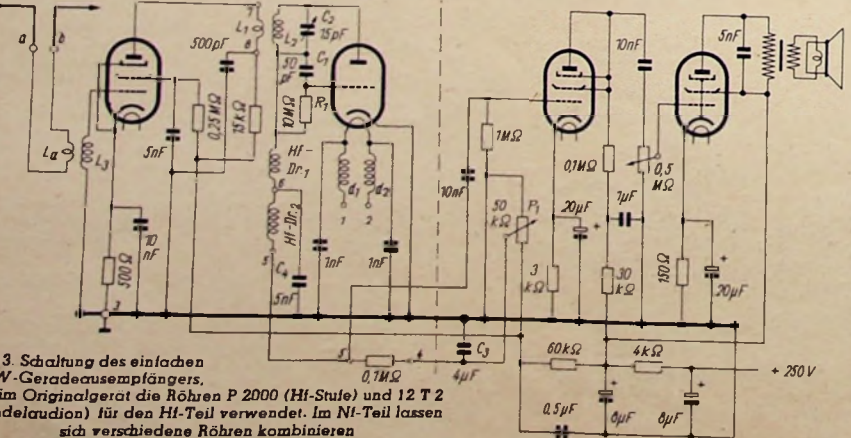 a
b
La
L3
500Ω
10 nF
3
5nF
0,25MΩ
500pF
15kΩ
7
L1
8
L2
C2
15pF
50 pF
C1
10MΩ
R1
Hf-Dr.1
6
Hf-Dr.2
5
C4
5nF
d1
d2
1
2
1nF
1nF
5
0,1MΩ
4
C3
4µF
10nF
1MΩ
50 kΩ
P1
3 kΩ
20µF
+
0,1MΩ
1µF
30 kΩ
10nF
0,5 MΩ
5nF
150Ω
+
20µF
60kΩ
4kΩ
+ 250V
0,5µF
+
8µF
+
8µF
3. Schaltung des einfachen
W-Geradeausempfängers,
im Originalgerät die Röhren P 2000 (Hf-Stufe) und 12 T 2
delaudion) für den Hf-Teil verwendet. Im Nf-Teil lassen
sich verschiedene Röhren kombinieren